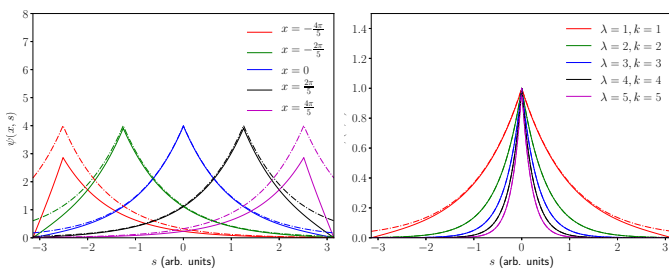 8
7
6
5
4
3
2
1
0
ψ(x, s)
−3 −2 −1 0 1 2 3
s (arb. units)
x = −4π/5
x = −2π/5
x = 0
x = 2π/5
x = 4π/5
1.4
1.2
1.0
0.8
0.6
0.4
0.2
0.0
−3 −2 −1 0 1 2 3
s (arb. units)
λ = 1, k = 1
λ = 2, k = 2
λ = 3, k = 3
λ = 4, k = 4
λ = 5, k = 5